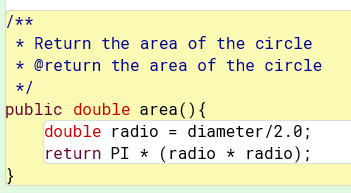 /**
 * Return the area of the circle
 * @return the area of the circle
 */
public double area(){
    double radio = diameter/2.0;
    return PI * (radio * radio);
}